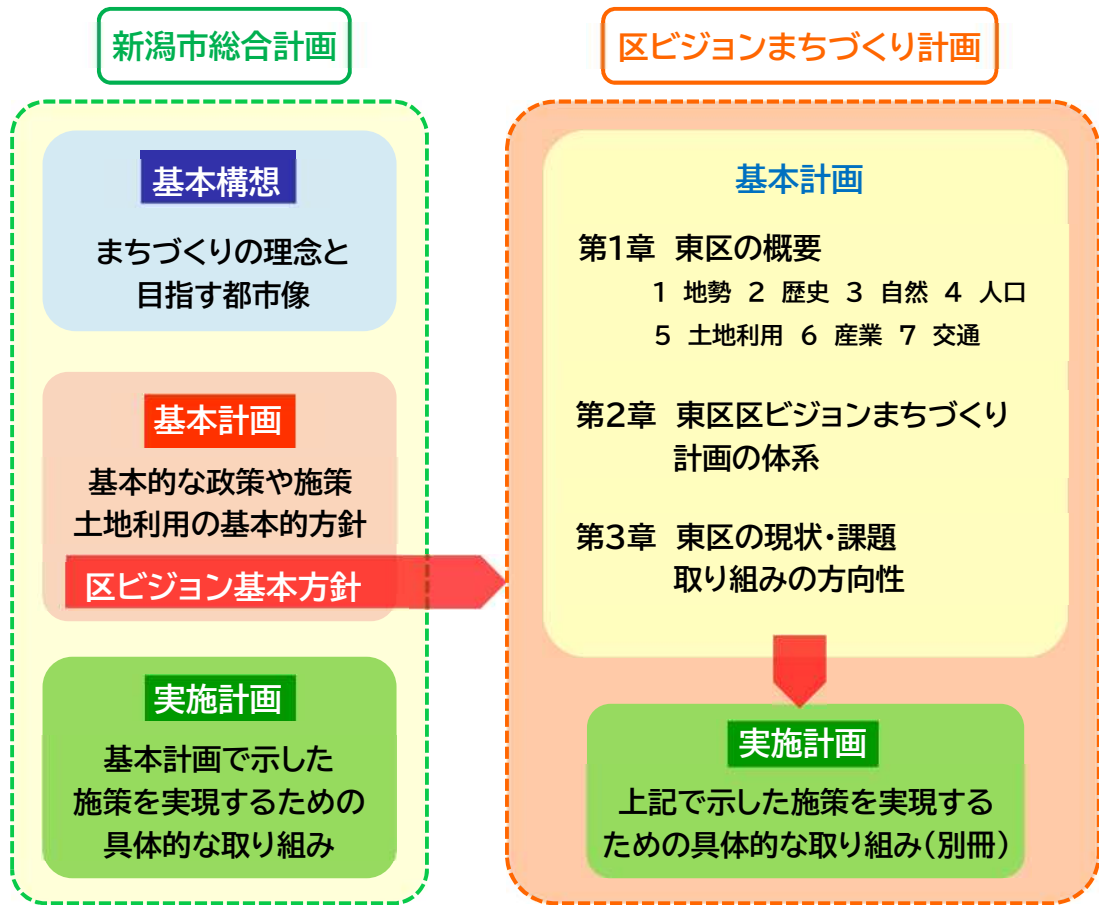 新潟市総合計画
基本構想
まちづくりの理念と
目指す都市像
基本計画
基本的な政策や施策
土地利用の基本的方針
区ビジョン基本方針
実施計画
基本計画で示した
施策を実現するための
具体的な取り組み
区ビジョンまちづくり計画
基本計画
第1章 東区の概要
1 地勢 2 歴史 3 自然 4 人口
5 土地利用 6 産業 7 交通
第2章 東区区ビジョンまちづくり
計画の体系
第3章 東区の現状・課題
取り組みの方向性
実施計画
上記で示した施策を実現する
ための具体的な取り組み(別冊)